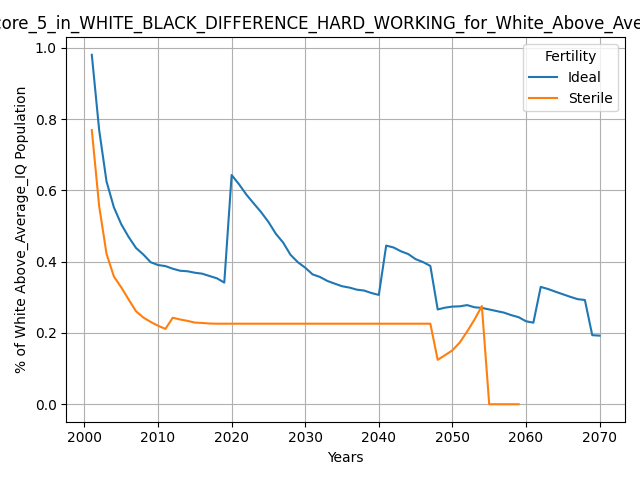 core_5_in_WHITE_BLACK_DIFFERENCE_HARD_WORKING_for_White_Above_Ave
Fertility
Ideal
Sterile
% of White Above_Average_IQ Population
1.0
0.8
0.6
0.4
0.2
0.0
2000 2010 2020 2030 2040 2050 2060 2070
Years